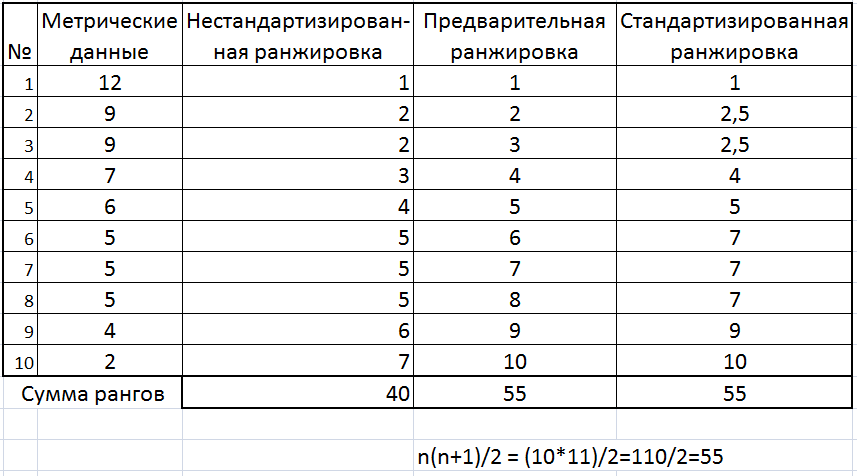 № Метрические данные Нестандартизирован-ная ранжировка Предварительная ранжировка Стандартизированная ранжировка
1 12 1 1 1
2 9 2 2 2,5
3 9 2 3 2,5
4 7 3 4 4
5 6 4 5 5
6 5 5 6 7
7 5 5 7 7
8 5 5 8 7
9 4 6 9 9
10 2 7 10 10
Сумма рангов 40 55 55
n(n+1)/2 = (10*11)/2=110/2=55